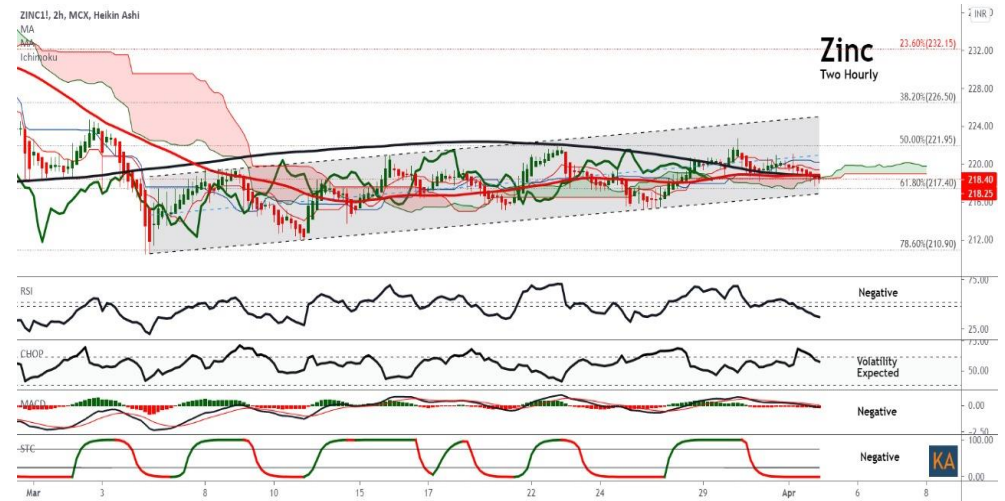 ZINC1!, 2h, MCX, Heikin Ashi
MA
MA
Ichimoku
Zinc
Two Hourly
INR
23.60%(232.15)
38.20%(226.50)
50.00%(221.95)
61.80%(217.40)
78.60%(210.90)
228.00
224.00
220.00
218.40
218.25
216.00
212.00
RSI
Negative
75.00
25.00
CHOP
Volatility
Expected
75.00
50.00
MACD
Negative
0.00
-2.50
STC
Negative
100.00
0.00
KA
Mar
3
8
10
15
17
22
24
29
Apr
6
8